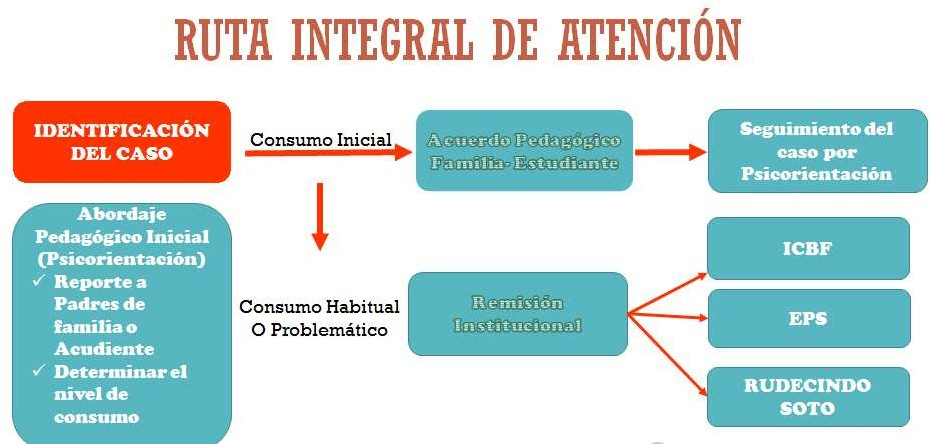 RUTA INTEGRAL DE ATENCIÓN
IDENTIFICACIÓN
DEL CASO
Consumo Inicial
Acuerdo Pedagógico
Familia- Estudiante
Seguimiento del
caso por
Psicorientación
Abordaje
Pedagógico Inicial
(Psicorientación)
✓ Reporte a
Padres de
familia o
Acudiente
✓ Determinar el
nivel de
consumo
Consumo Habitual
O Problemático
Remisión
Institucional
ICBF
EPS
RUDECINDO
SOTO